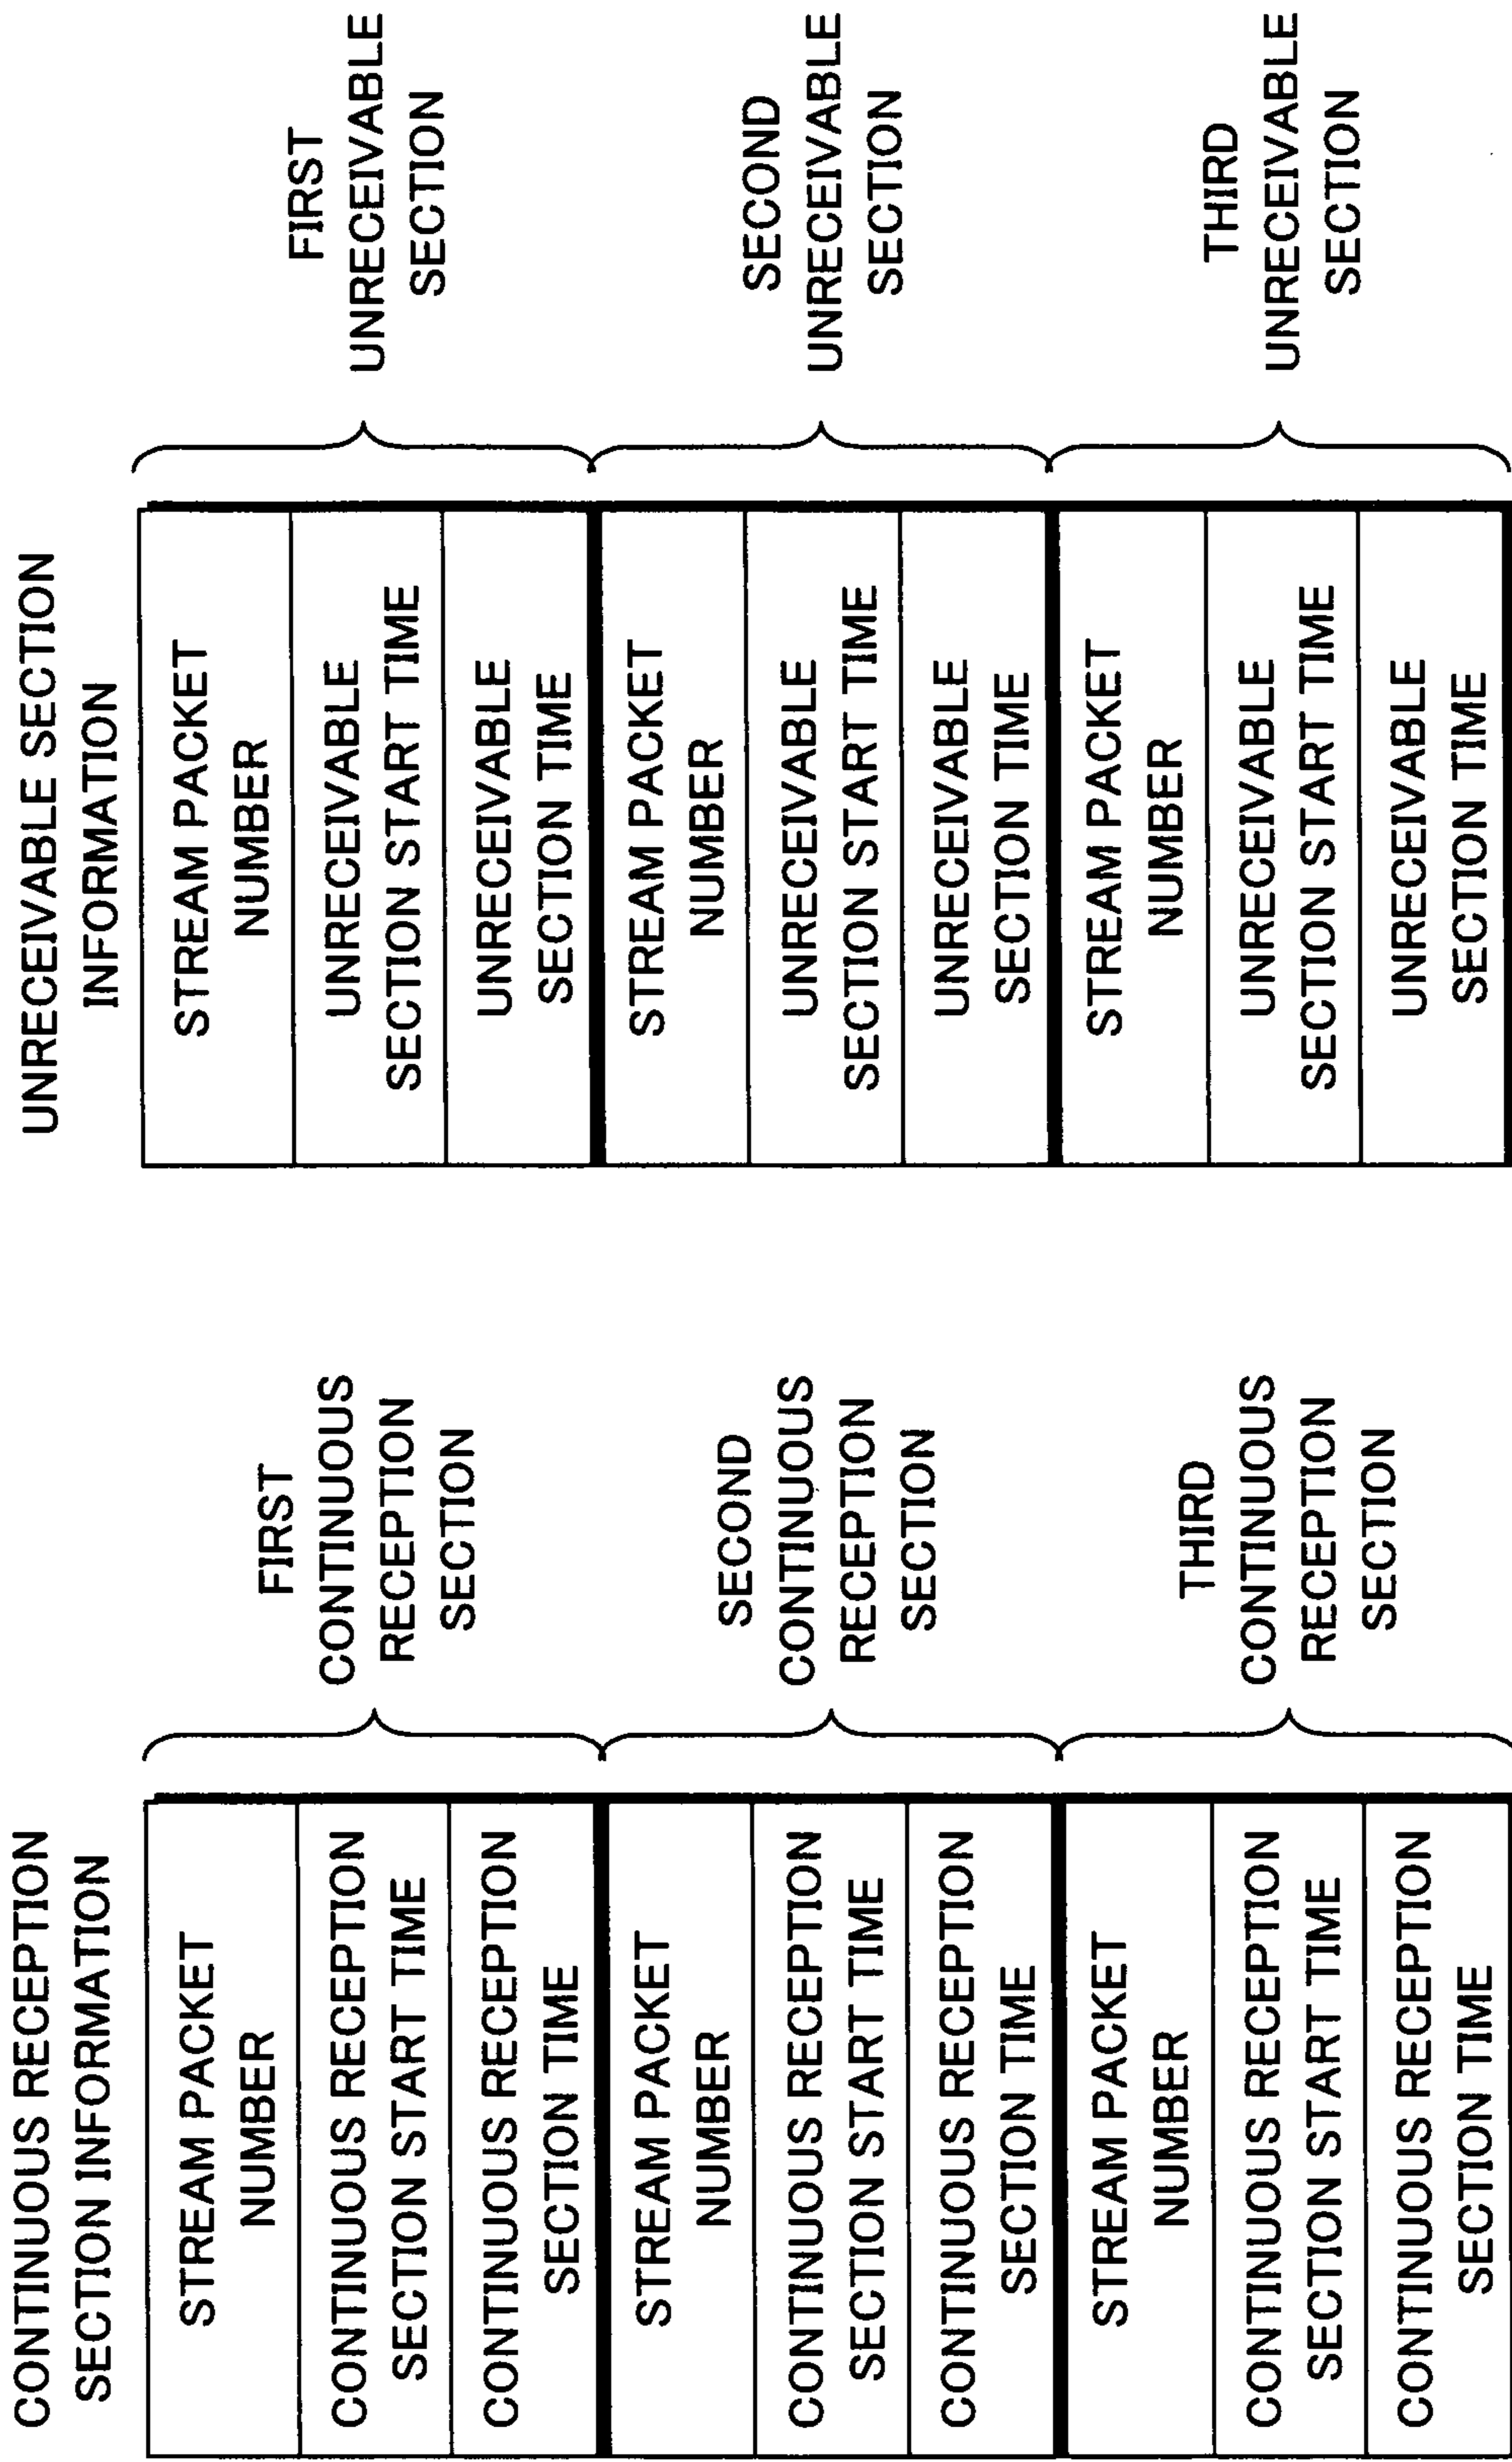 CONTINUOUS RECEPTION
SECTION INFORMATION
STREAM PACKET
NUMBER
CONTINUOUS RECEPTION
SECTION START TIME
CONTINUOUS RECEPTION
SECTION TIME
STREAM PACKET
NUMBER
CONTINUOUS RECEPTION
SECTION START TIME
CONTINUOUS RECEPTION
SECTION TIME
STREAM PACKET
NUMBER
CONTINUOUS RECEPTION
SECTION START TIME
CONTINUOUS RECEPTION
SECTION TIME
FIRST
CONTINUOUS
RECEPTION
SECTION
SECOND
CONTINUOUS
RECEPTION
SECTION
THIRD
CONTINUOUS
RECEPTION
SECTION
UNRECEIVABLE SECTION
INFORMATION
STREAM PACKET
NUMBER
UNRECEIVABLE
SECTION START TIME
UNRECEIVABLE
SECTION TIME
STREAM PACKET
NUMBER
UNRECEIVABLE
SECTION START TIME
UNRECEIVABLE
SECTION TIME
STREAM PACKET
NUMBER
UNRECEIVABLE
SECTION START TIME
UNRECEIVABLE
SECTION TIME
FIRST
UNRECEIVABLE
SECTION
SECOND
UNRECEIVABLE
SECTION
THIRD
UNRECEIVABLE
SECTION